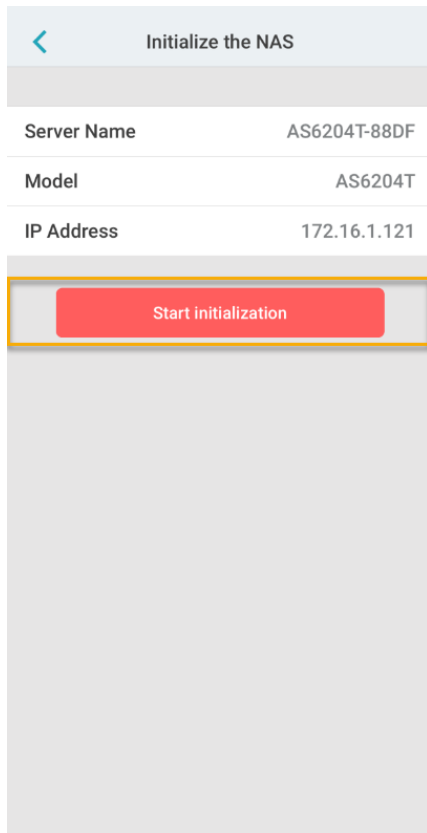 Initialize the NAS
Server Name AS6204T-88DF
Model AS6204T
IP Address 172.16.1.121
Start initialization